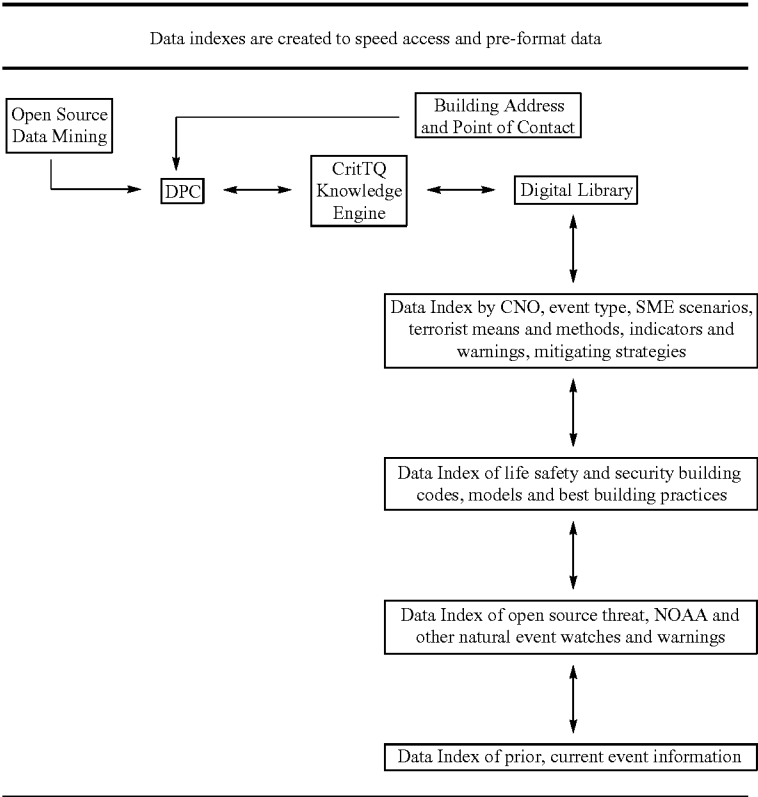 Data indexes are created to speed access and pre-format data
Open Source
Data Mining
Building Address
and Point of Contact
DPC
CritTQ
Knowledge
Engine
Digital Library
Data Index by CNO, event type, SME scenarios,
terrorist means and methods, indicators and
warnings, mitigating strategies
Data Index of life safety and security building
codes, models and best building practices
Data Index of open source threat, NOAA and
other natural event watches and warnings
Data Index of prior, current event information